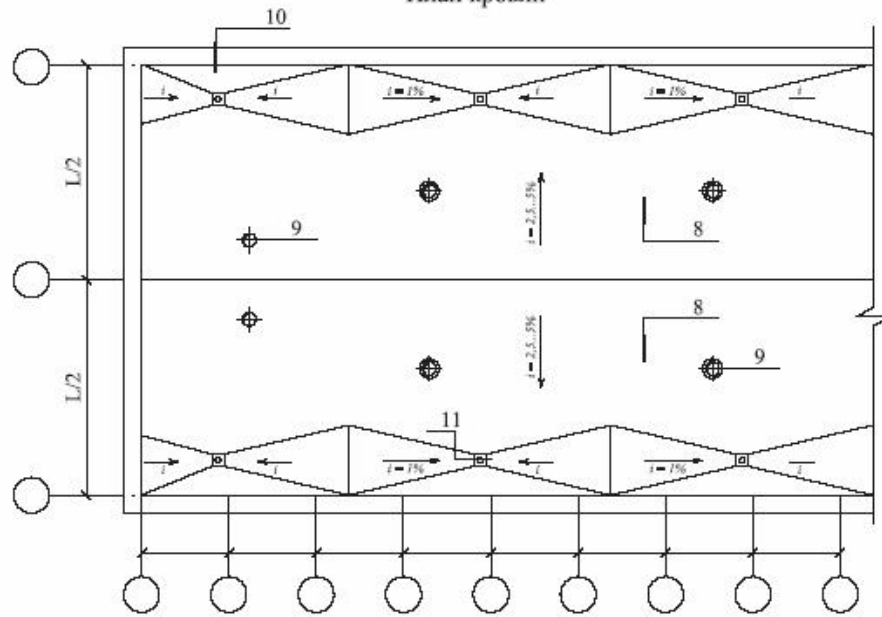 План кровли
10
i
i
i = 1%
i
i = 1%
i
L/2
i = 2,5...5%
8
9
8
i = 2,5...5%
9
L/2
11
i
i
i = 1%
i
i = 1%
i